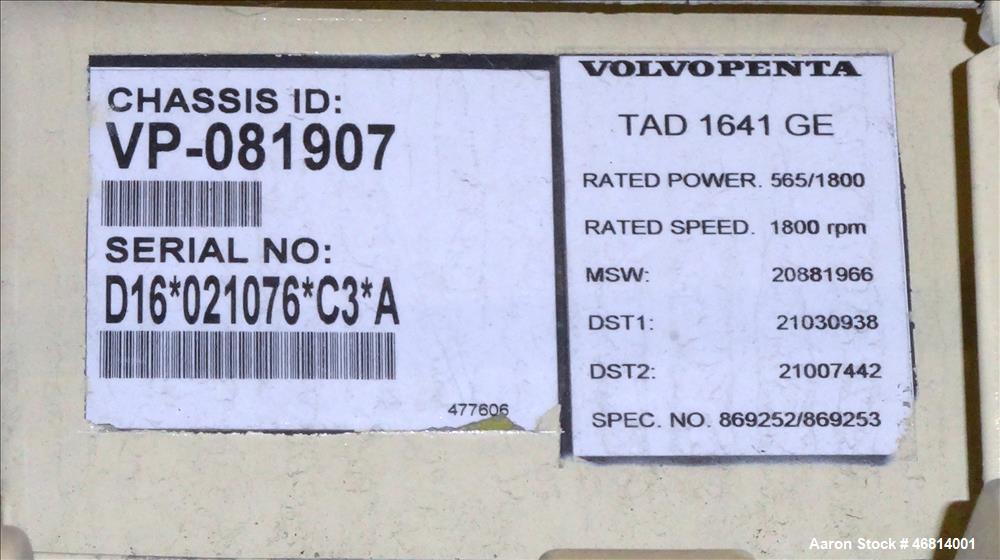 CHASSIS ID:
VP-081907
SERIAL NO:
D16*021076*C3*A
477606
VOLVO PENTA
TAD 1641 GE
RATED POWER. 565/1800
RATED SPEED. 1800 rpm
MSW: 20881966
DST1: 21030938
DST2: 21007442
SPEC. NO. 869252/869253
Aaron Stock # 46814001